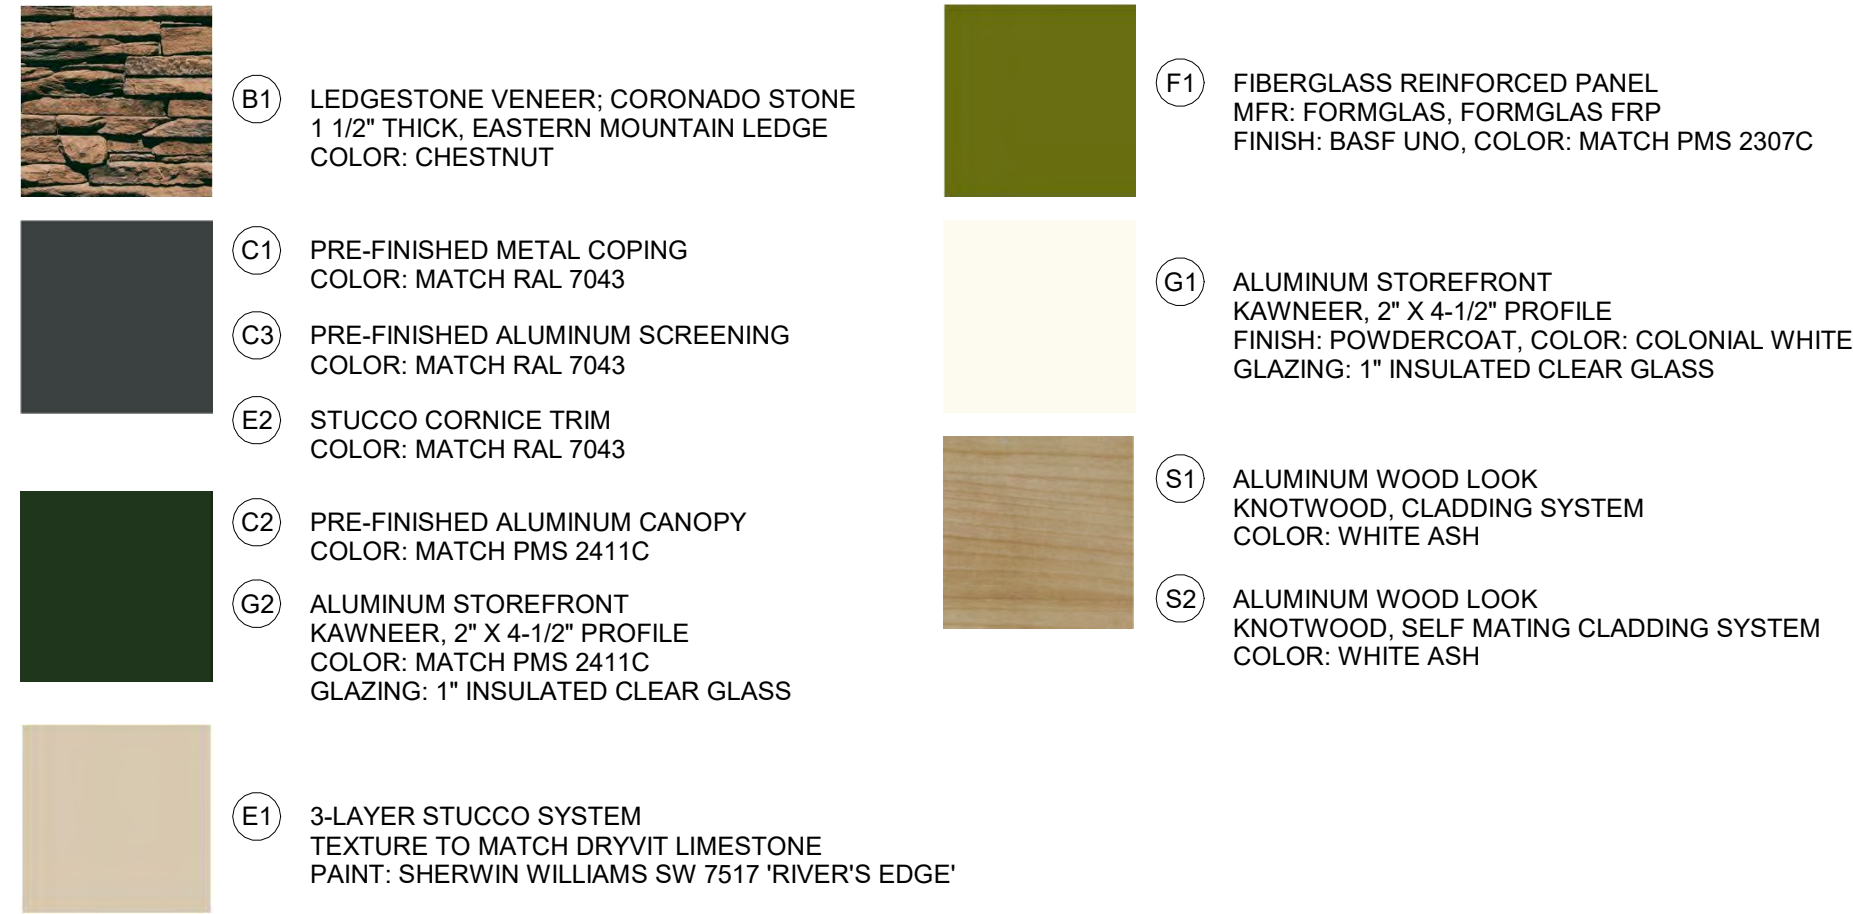 B1
LEDGESTONE VENEER; CORONADO STONE
1 1/2" THICK, EASTERN MOUNTAIN LEDGE
COLOR: CHESTNUT
C1
PRE-FINISHED METAL COPING
COLOR: MATCH RAL 7043
C3
PRE-FINISHED ALUMINUM SCREENING
COLOR: MATCH RAL 7043
E2
STUCCO CORNICE TRIM
COLOR: MATCH RAL 7043
C2
PRE-FINISHED ALUMINUM CANOPY
COLOR: MATCH PMS 2411C
G2
ALUMINUM STOREFRONT
KAWNEER, 2" X 4-1/2" PROFILE
COLOR: MATCH PMS 2411C
GLAZING: 1" INSULATED CLEAR GLASS
E1
3-LAYER STUCCO SYSTEM
TEXTURE TO MATCH DRYVIT LIMESTONE
PAINT: SHERWIN WILLIAMS SW 7517 'RIVER'S EDGE'
F1
FIBERGLASS REINFORCED PANEL
MFR: FORMGLAS, FORMGLAS FRP
FINISH: BASF UNO, COLOR: MATCH PMS 2307C
G1
ALUMINUM STOREFRONT
KAWNEER, 2" X 4-1/2" PROFILE
FINISH: POWDERCOAT, COLOR: COLONIAL WHITE
GLAZING: 1" INSULATED CLEAR GLASS
S1
ALUMINUM WOOD LOOK
KNOTWOOD, CLADDING SYSTEM
COLOR: WHITE ASH
S2
ALUMINUM WOOD LOOK
KNOTWOOD, SELF MATING CLADDING SYSTEM
COLOR: WHITE ASH